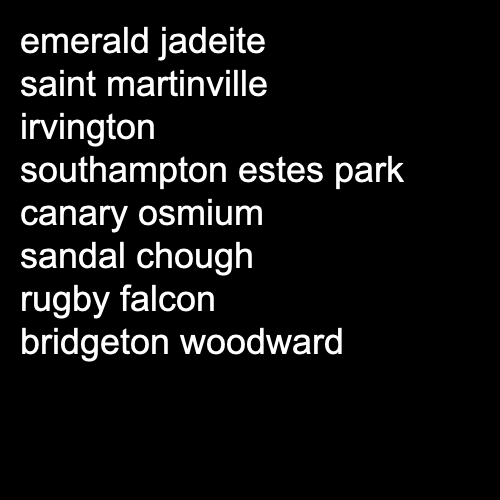 emerald jadeite
saint martinville
irvington
southampton estes park
canary osmium
sandal chough
rugby falcon
bridgeton woodward